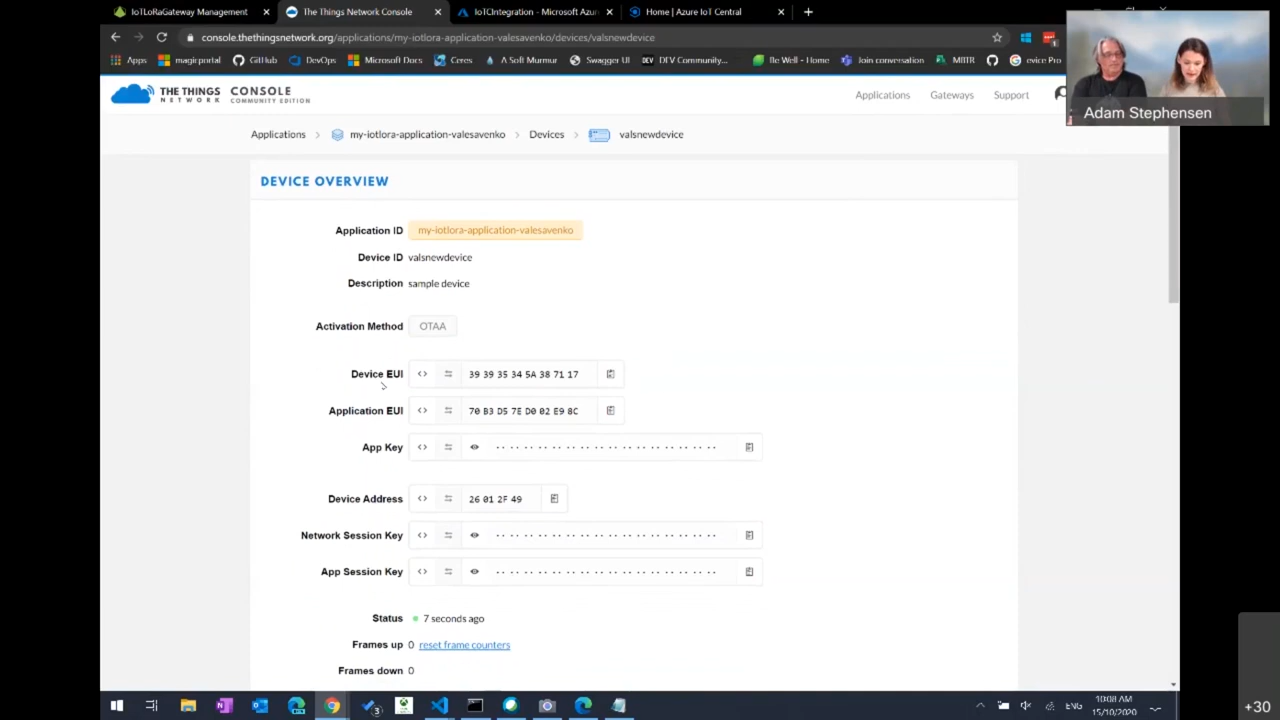 IoTLoRaGateway Management
The Things Network Console
IoTCIntegration - Microsoft Azur
Home | Azure IoT Central
console.thethingsnetwork.org/applications/my-iotlora-application-valesavenko/devices/valsnewdevice
Apps
magicportal
GitHub
DevOps
Microsoft Docs
Ceres
A Soft Murmur
Swagger UI
DEV Community...
Be Well - Home
Join conversation
MBTR
evice Pro
Adam Stephensen
THE THINGS NETWORK
CONSOLE COMMUNITY EDITION
Applications
Gateways
Support
Applications
my-iotlora-application-valesavenko
Devices
valsnewdevice
DEVICE OVERVIEW
Application ID my-iotlora-application-valesavenko
Device ID valsnewdevice
Description sample device
Activation Method OTAA
Device EUI 39 39 35 34 5A 38 71 17
Application EUI 70 B3 D5 7E D0 02 E9 8C
App Key
Device Address 26 01 2F 49
Network Session Key
App Session Key
Status 7 seconds ago
Frames up 0 reset frame counters
Frames down 0
ENG
10:08 AM
15/10/2020
+30